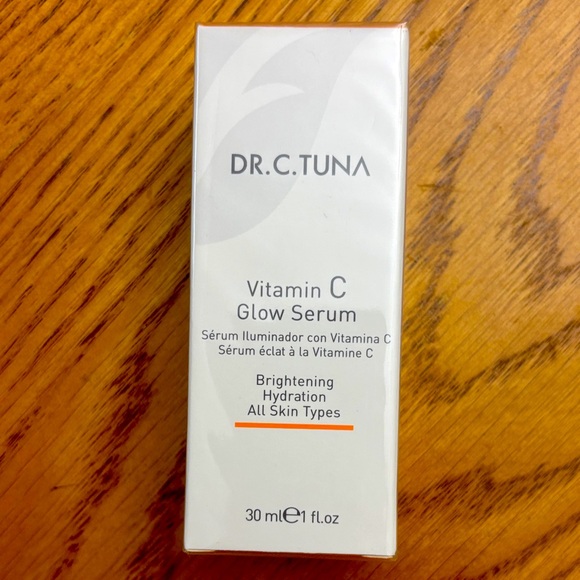 DR.C.TUNA
Vitamin C
Glow Serum
Sérum Iluminador con Vitamina C
Sérum éclat à la Vitamine C
Brightening
Hydration
All Skin Types
30 ml℮1 fl.oz